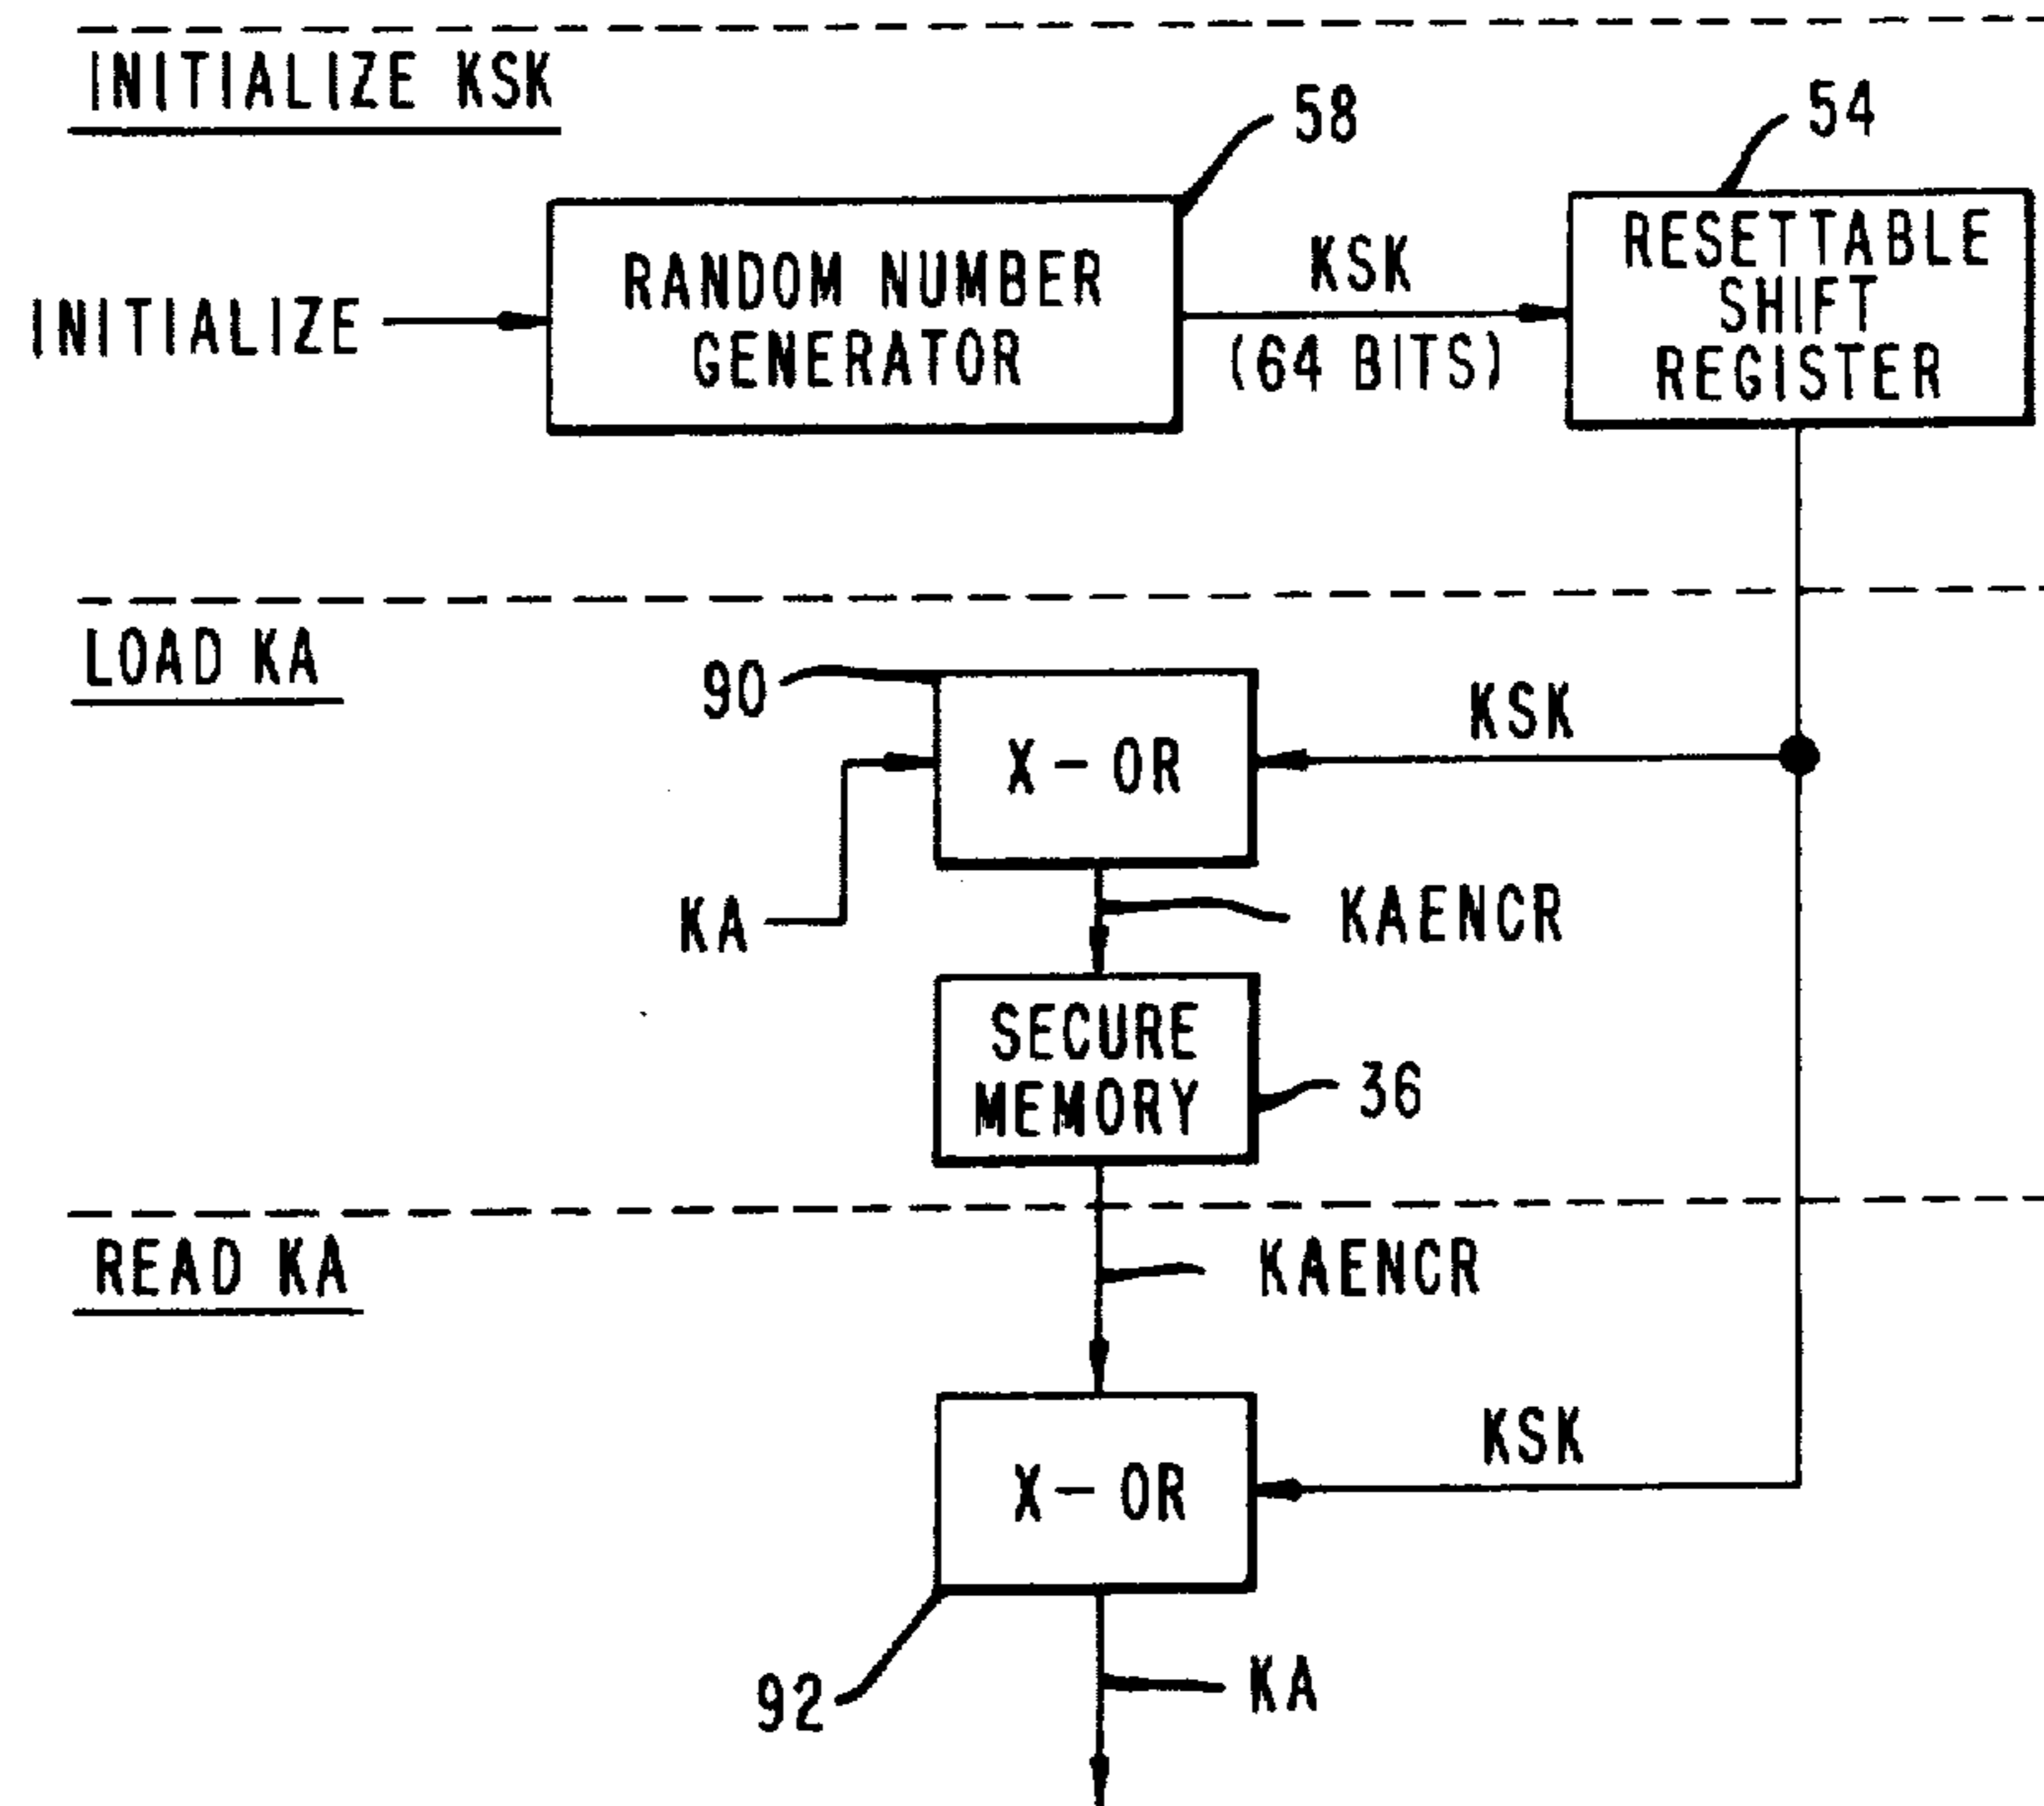 INITIALIZE KSK
58
54
INITIALIZE
RANDOM NUMBER
GENERATOR
KSK
(64 BITS)
RESETTABLE
SHIFT
REGISTER
LOAD KA
90
X-OR
KSK
KA
KAENCR
SECURE
MEMORY
36
READ KA
KAENCR
X-OR
KSK
92
KA